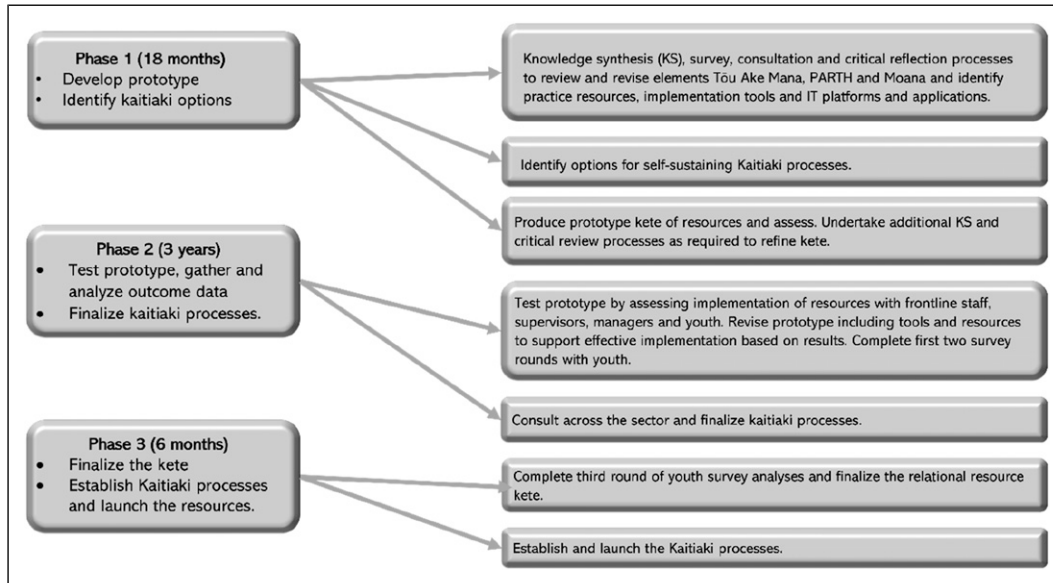 Phase 1 (18 months)
• Develop prototype
• Identify kaitiaki options
Knowledge synthesis (KS), survey, consultation and critical reflection processes
to review and revise elements Tōu Ake Mana, PARTH and Moana and identify
practice resources, implementation tools and IT platforms and applications.
Identify options for self-sustaining Kaitiaki processes.
Produce prototype kete of resources and assess. Undertake additional KS and
critical review processes as required to refine kete.
Phase 2 (3 years)
• Test prototype, gather and
analyze outcome data
• Finalize kaitiaki processes.
Test prototype by assessing implementation of resources with frontline staff,
supervisors, managers and youth. Revise prototype including tools and resources
to support effective implementation based on results. Complete first two survey
rounds with youth.
Consult across the sector and finalize kaitiaki processes.
Phase 3 (6 months)
• Finalize the kete
• Establish Kaitiaki processes
and launch the resources.
Complete third round of youth survey analyses and finalize the relational resource
kete.
Establish and launch the Kaitiaki processes.